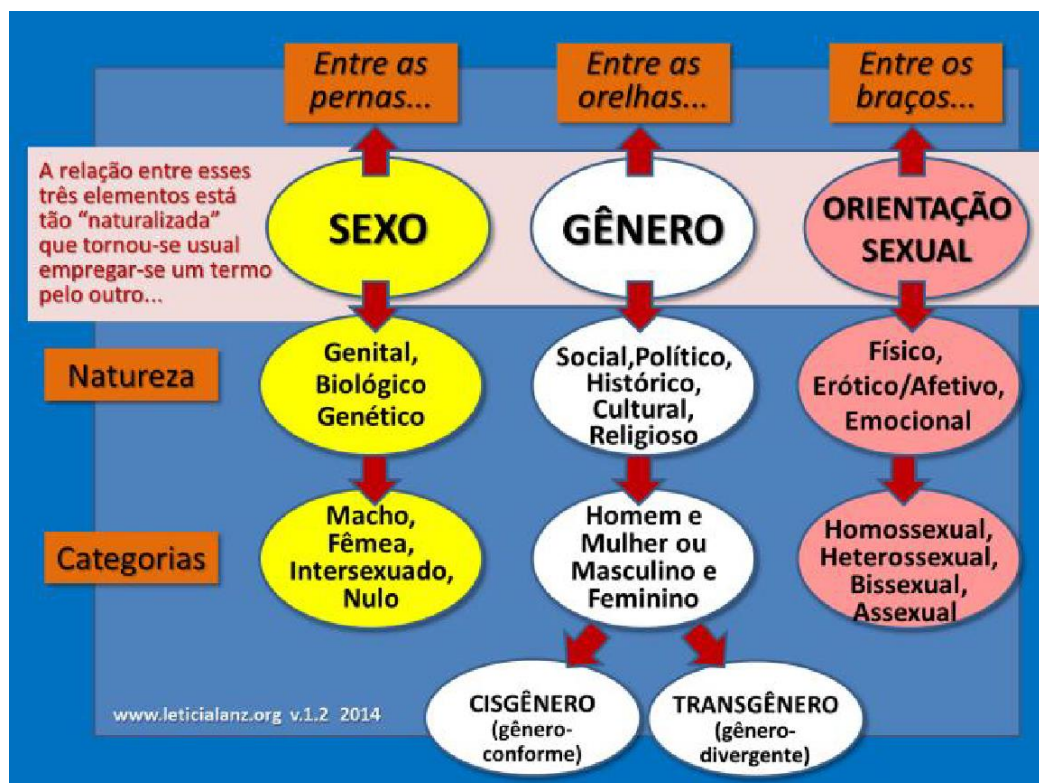 Entre as
pernas...
Entre as
orelhas...
Entre os
braços...
A relação entre esses
três elementos está
tão “naturalizada”
que tornou-se usual
empregar-se um termo
pelo outro...
SEXO
GÊNERO
ORIENTAÇÃO
SEXUAL
Natureza
Genital,
Biológico
Genético
Social,Político,
Histórico,
Cultural,
Religioso
Físico,
Erótico/Afetivo,
Emocional
Categorias
Macho,
Fêmea,
Intersexuado,
Nulo
Homem e
Mulher ou
Masculino e
Feminino
Homossexual,
Heterossexual,
Bissexual,
Assexual
CISGÊNERO
(gênero-
conforme)
TRANSGÊNERO
(gênero-
divergente)
www.leticialanz.org v.1.2 2014